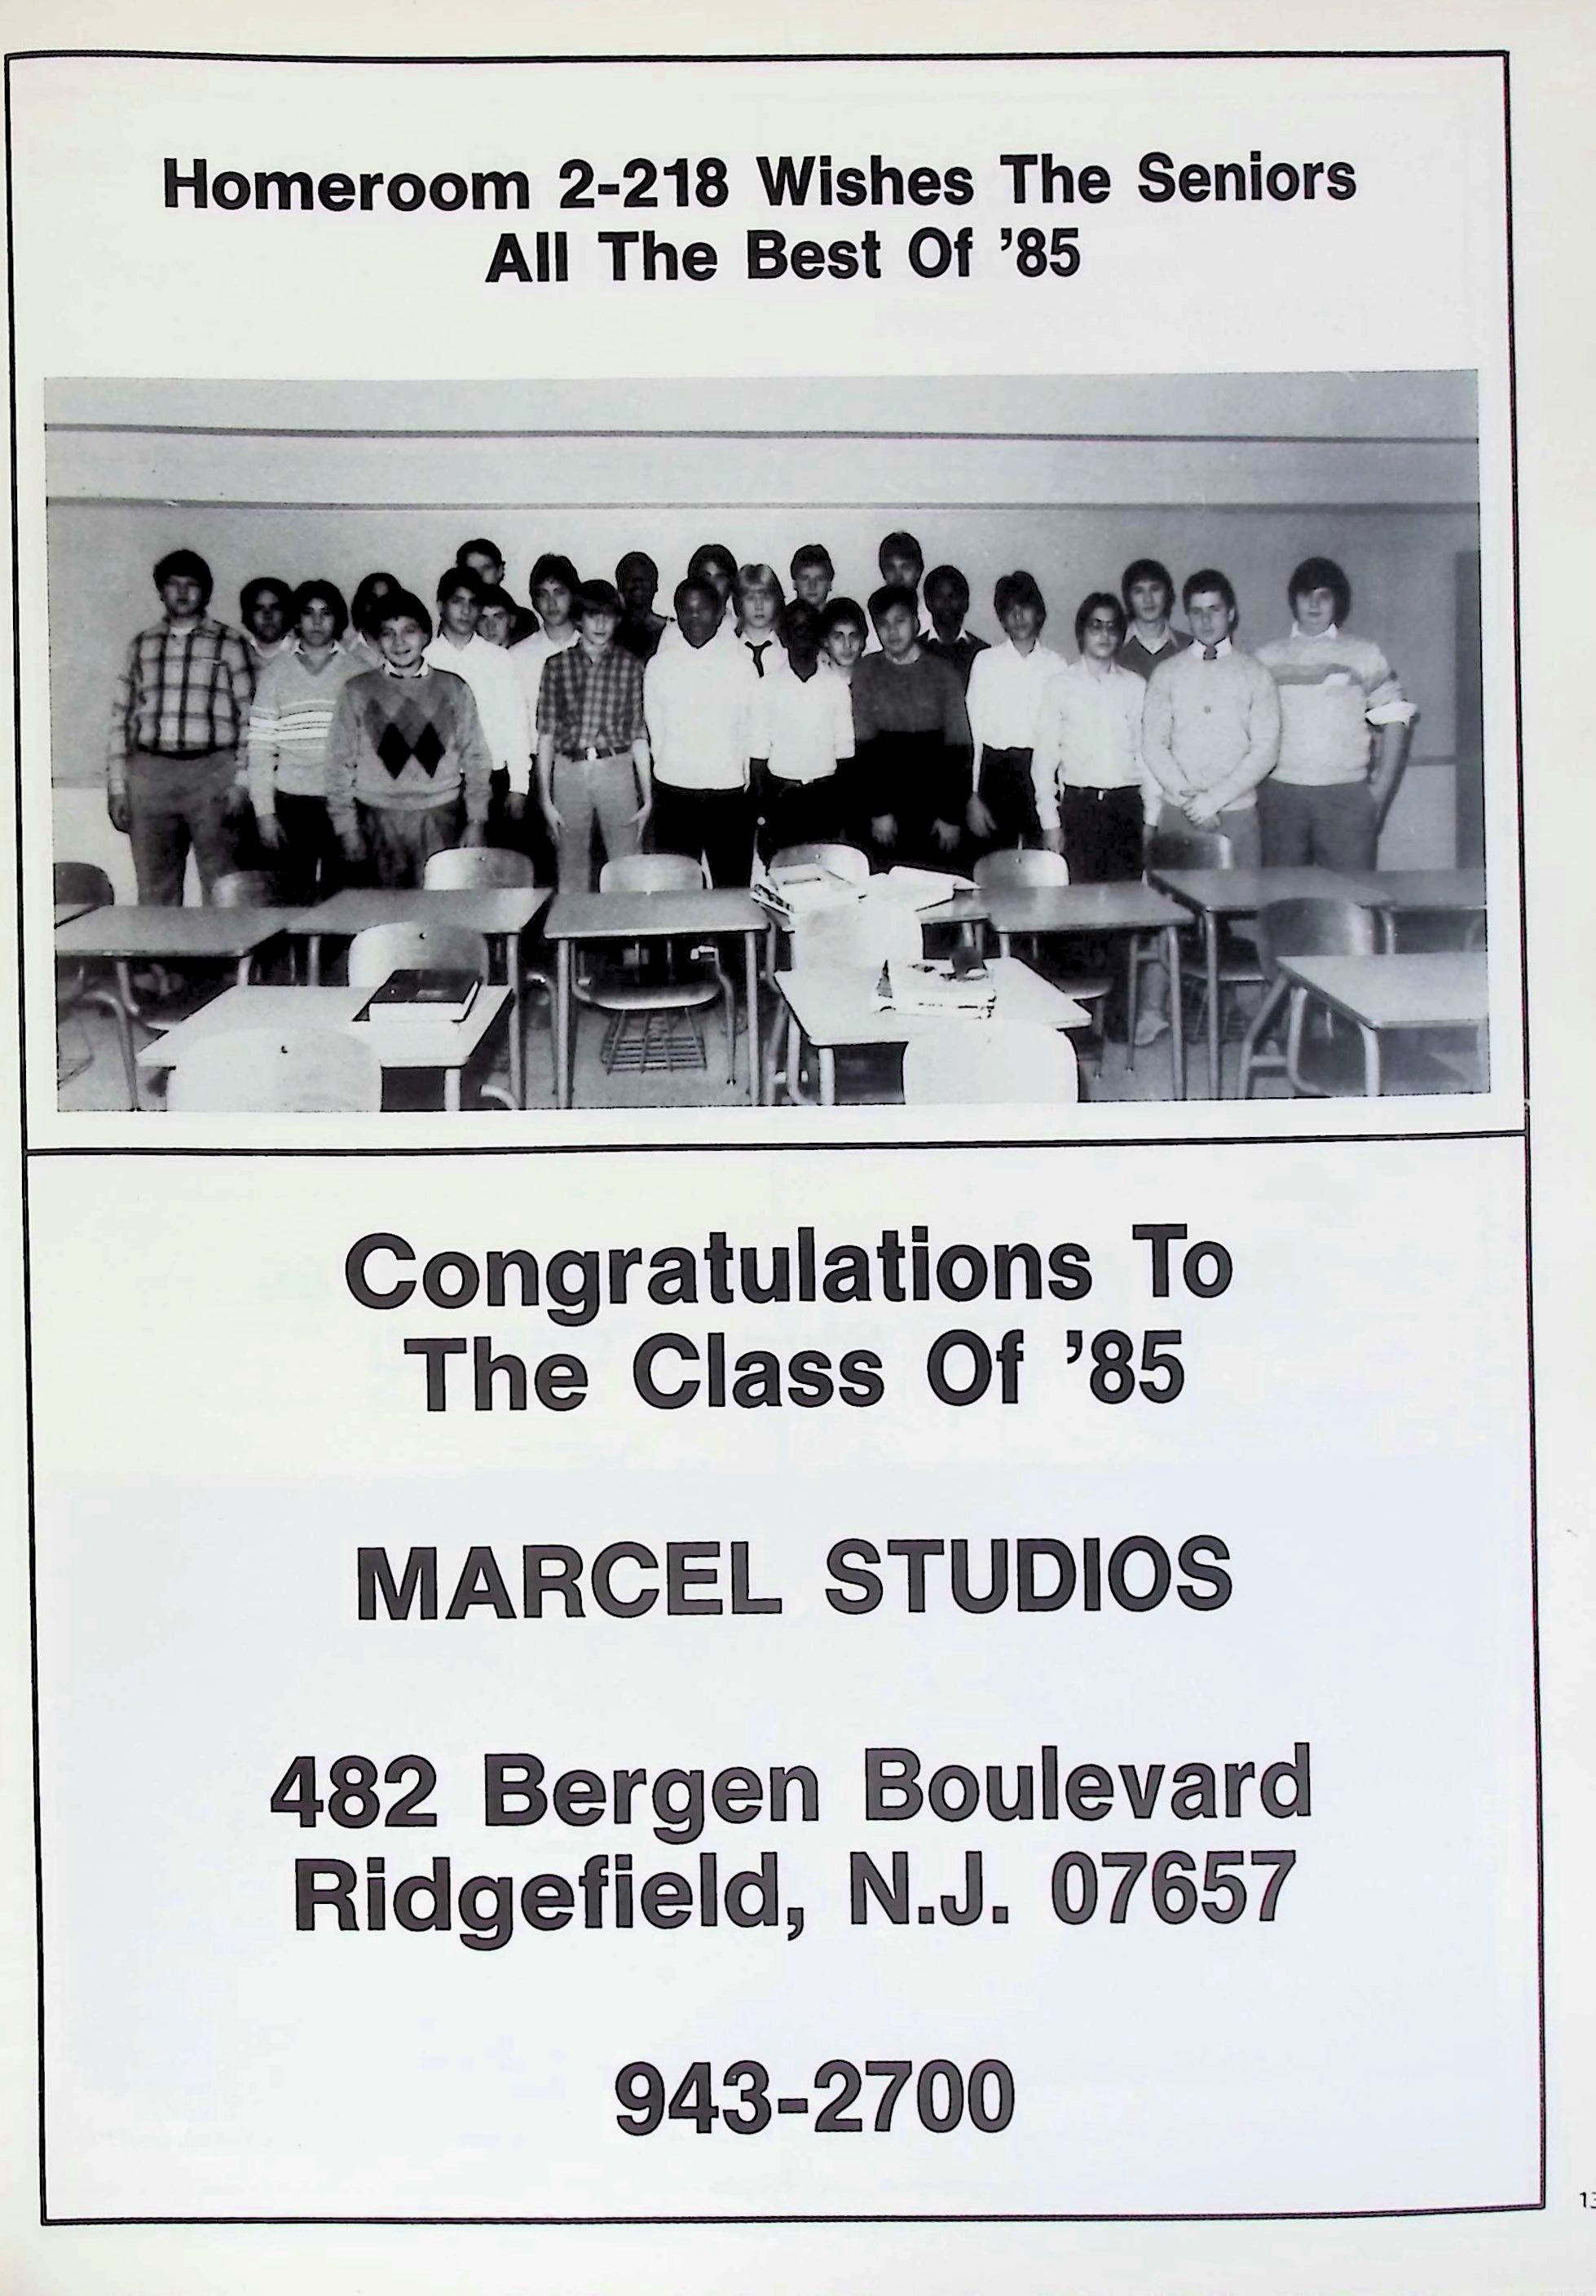 Homeroom 2-218 Wishes The Seniors
All The Best Of ’85
Congratulations To
The Class Of ’85
MARCEL STUDIOS
482 Bergen Boulevard
Ridgefield, N.J. 07657
943-2700